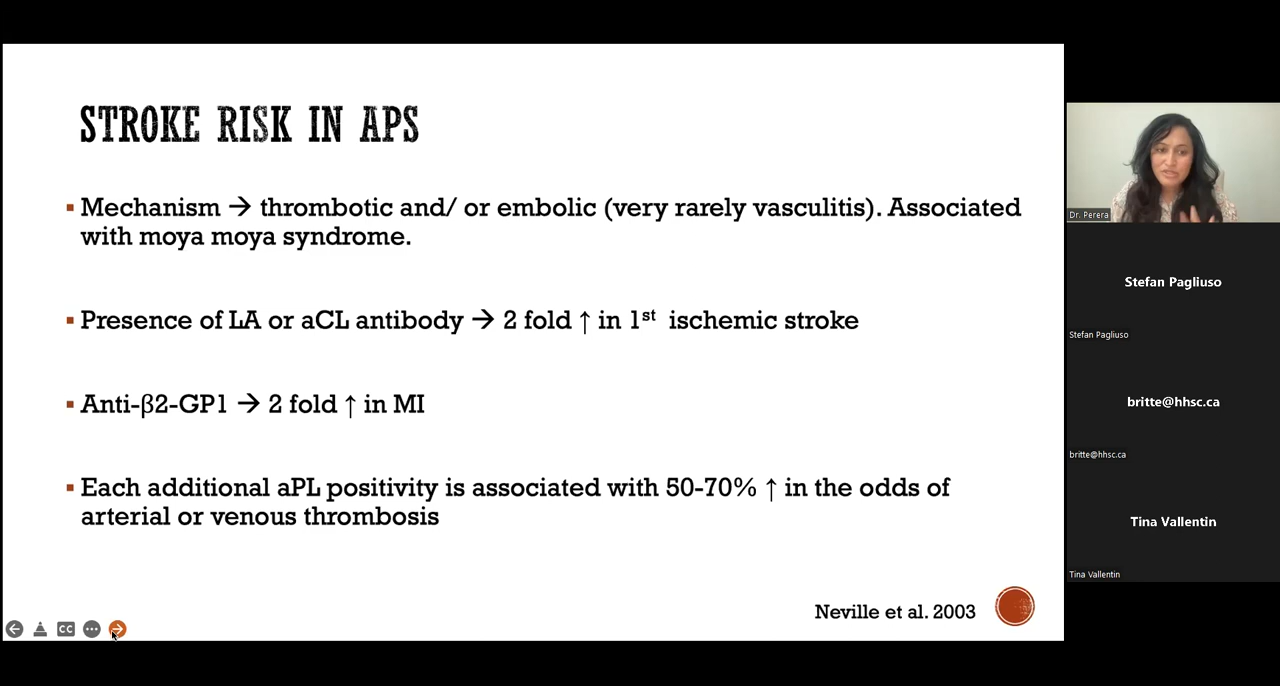 STROKE RISK IN APS
▪ Mechanism → thrombotic and/ or embolic (very rarely vasculitis). Associated
with moya moya syndrome.
▪ Presence of LA or aCL antibody → 2 fold ↑ in 1st ischemic stroke
▪ Anti-β2-GP1 → 2 fold ↑ in MI
▪ Each additional aPL positivity is associated with 50-70% ↑ in the odds of
arterial or venous thrombosis
Neville et al. 2003
CC
Dr. Perera
Stefan Pagliuso
Stefan Pagliuso
britte@hhsc.ca
britte@hhsc.ca
Tina Vallentin
Tina Vallentin